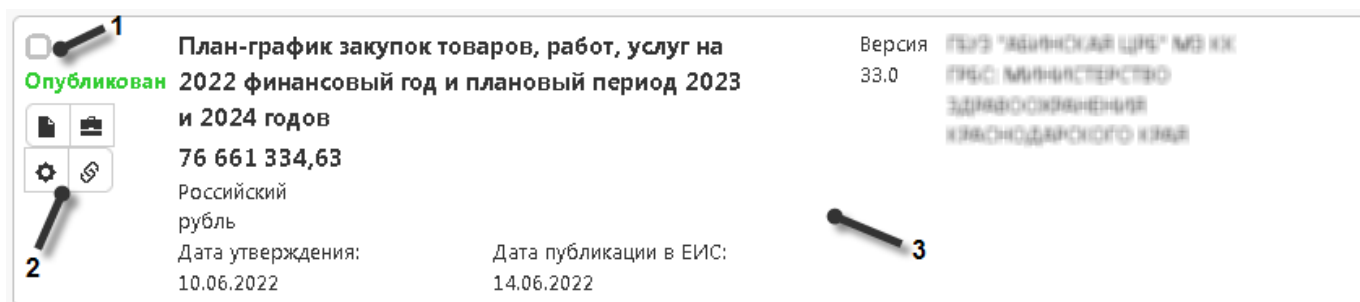 1
Опубликован
План-график закупок товаров, работ, услуг на
2022 финансовый год и плановый период 2023
и 2024 годов
76 661 334,63
Российский
рубль
Дата утверждения:
10.06.2022
Дата публикации в ЕИС:
14.06.2022
Версия
33.0
2
3